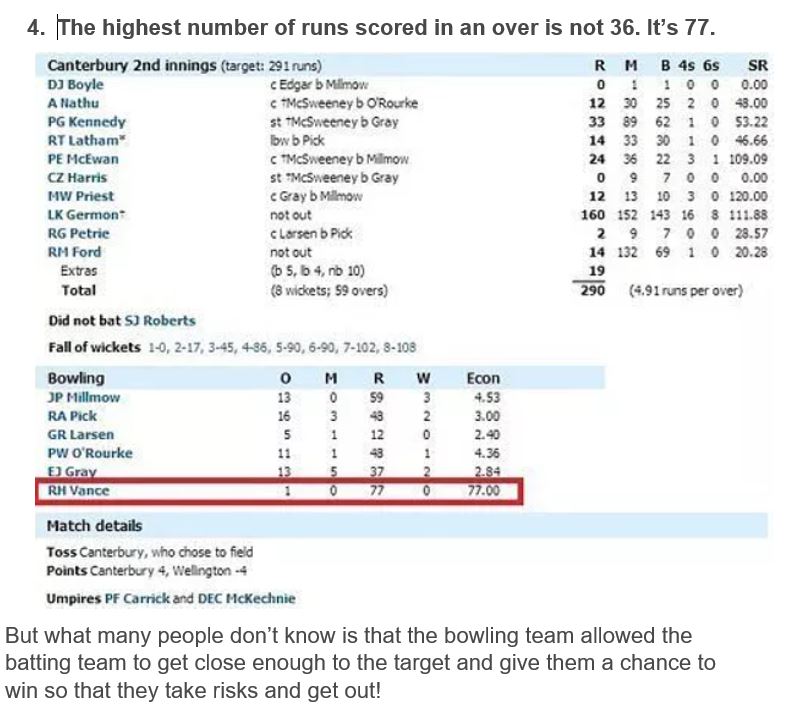 4. The highest number of runs scored in an over is not 36. It's 77.
Canterbury 2nd innings (target: 291 runs) R M B 4s 6s SR
DJ Boyle c Edgar b Millmow 0 1 1 0 0 0.00
A Nathu c †McSweeney b O'Rourke 12 30 25 2 0 48.00
PG Kennedy st †McSweeney b Gray 33 89 62 1 0 53.22
RT Latham* lbw b Pick 14 33 30 1 0 46.66
PE McEwan c †McSweeney b Millmow 24 36 22 3 1 109.09
CZ Harris st †McSweeney b Gray 0 9 7 0 0 0.00
MW Priest c Gray b Millmow 12 13 10 3 0 120.00
LK Germon† not out 160 152 143 16 8 111.88
RG Petrie c Larsen b Pick 2 9 7 0 0 28.57
RM Ford not out 14 132 69 1 0 20.28
Extras (b 5, lb 4, nb 10) 19
Total (8 wickets; 59 overs) 290 (4.91 runs per over)
Did not bat SJ Roberts
Fall of wickets 1-0, 2-17, 3-45, 4-86, 5-90, 6-90, 7-102, 8-108
Bowling O M R W Econ
JP Millmow 13 0 59 3 4.53
RA Pick 16 3 48 2 3.00
GR Larsen 5 1 12 0 2.40
PW O'Rourke 11 1 48 1 4.36
EJ Gray 13 5 37 2 2.84
RH Vance 1 0 77 0 77.00
Match details
Toss Canterbury, who chose to field
Points Canterbury 4, Wellington -4
Umpires PF Carrick and DEC McKechnie
But what many people don't know is that the bowling team allowed the
batting team to get close enough to the target and give them a chance to
win so that they take risks and get out!